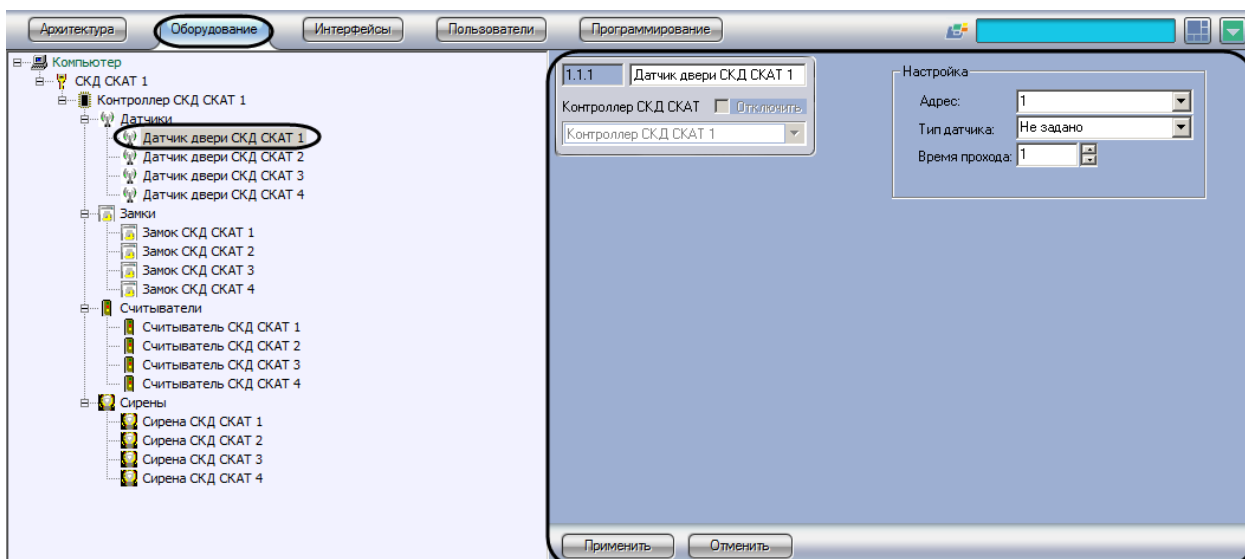 Архитектура Оборудование Интерфейсы Пользователи Программирование
Компьютер
СКД СКАТ 1
Контроллер СКД СКАТ 1
Датчики
Датчик двери СКД СКАТ 1
Датчик двери СКД СКАТ 2
Датчик двери СКД СКАТ 3
Датчик двери СКД СКАТ 4
Замки
Замок СКД СКАТ 1
Замок СКД СКАТ 2
Замок СКД СКАТ 3
Замок СКД СКАТ 4
Считыватели
Считыватель СКД СКАТ 1
Считыватель СКД СКАТ 2
Считыватель СКД СКАТ 3
Считыватель СКД СКАТ 4
Сирены
Сирена СКД СКАТ 1
Сирена СКД СКАТ 2
Сирена СКД СКАТ 3
Сирена СКД СКАТ 4
1.1.1 Датчик двери СКД СКАТ 1
Контроллер СКД СКАТ Отключить
Контроллер СКД СКАТ 1
Настройка
Адрес: 1
Тип датчика: Не задано
Время прохода: 1
Применить Отменить